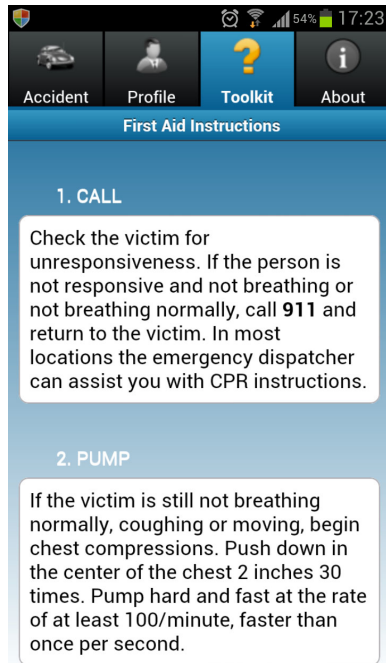 54% 17:23
Accident Profile Toolkit About
First Aid Instructions
1. CALL
Check the victim for
unresponsiveness. If the person is
not responsive and not breathing or
not breathing normally, call 911 and
return to the victim. In most
locations the emergency dispatcher
can assist you with CPR instructions.
2. PUMP
If the victim is still not breathing
normally, coughing or moving, begin
chest compressions. Push down in
the center of the chest 2 inches 30
times. Pump hard and fast at the rate
of at least 100/minute, faster than
once per second.